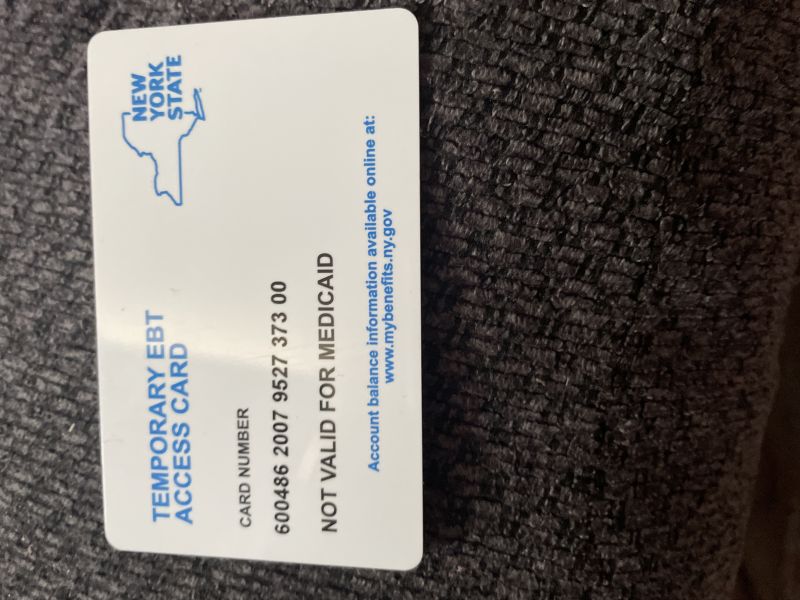 NEW
YORK
STATE
TEMPORARY EBT
ACCESS CARD
CARD NUMBER
600486 2007 9527 373 00
NOT VALID FOR MEDICAID
Account balance information available online at:
www.mybenefits.ny.gov